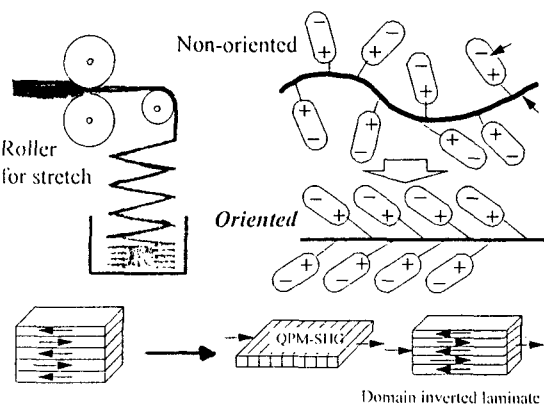 Non-oriented
Roller
for stretch
Oriented
QPM-SHG
Domain inverted laminate